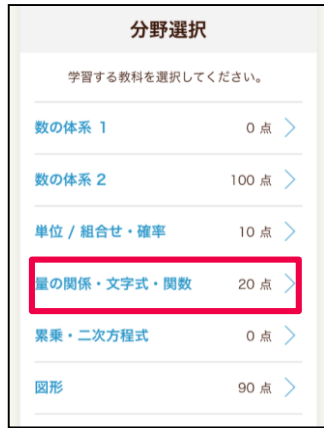 分野選択
学習する教科を選択してください。
数の体系 1 0 点
数の体系 2 100 点
単位 / 組合せ・確率 10 点
量の関係・文字式・関数 20 点
累乗・二次方程式 0 点
図形 90 点